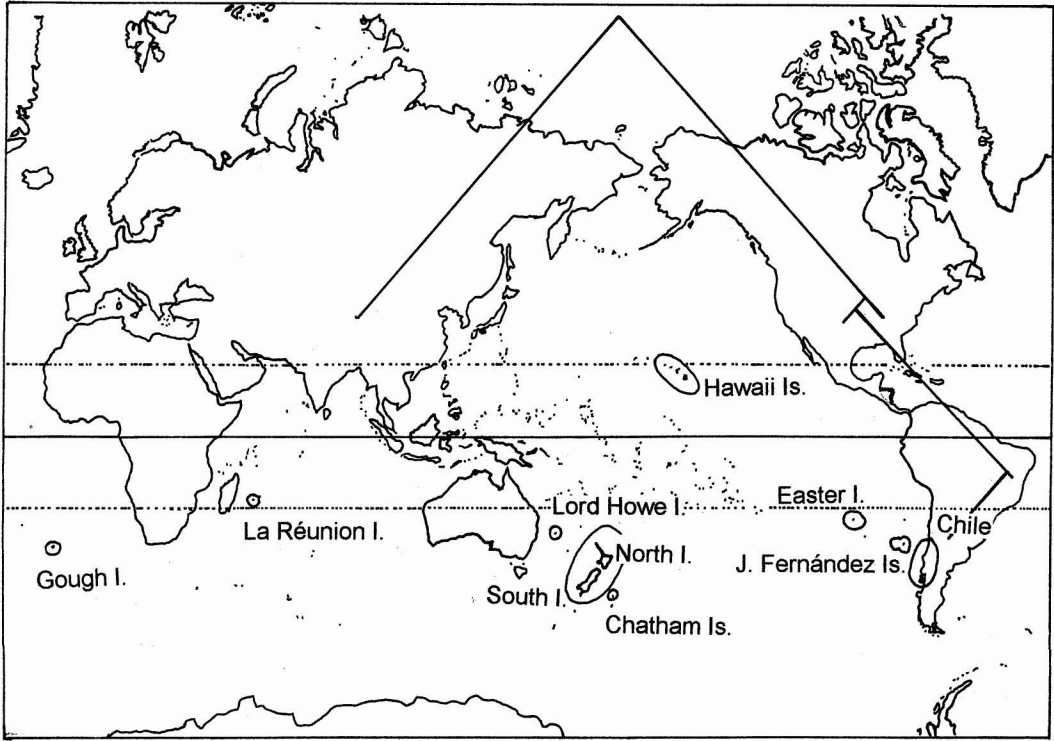 Hawaii Is.
Easter I.
Lord Howe I.
Chile
La Réunion I.
North I.
J. Fernández Is.
Gough I.
South I.
Chatham Is.